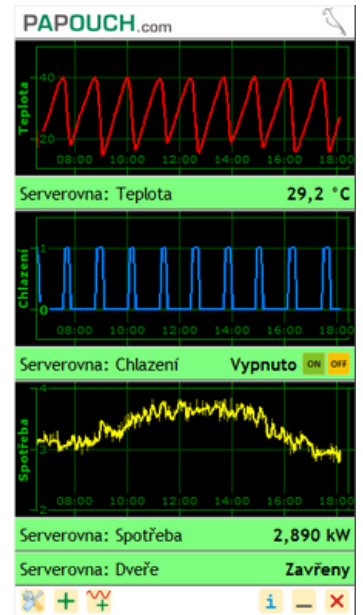 PAPOUCH.com
Teplota
40
20
08:00 10:00 12:00 14:00 16:00 18:00
Serverovna: Teplota 29,2 °C
Chlazení
1
0
08:00 10:00 12:00 14:00 16:00 18:00
Serverovna: Chlazení Vypnuto ON OFF
Spotřeba
4
3
2
08:00 10:00 12:00 14:00 16:00 18:00
Serverovna: Spotřeba 2,890 kW
Serverovna: Dveře Zavřeny